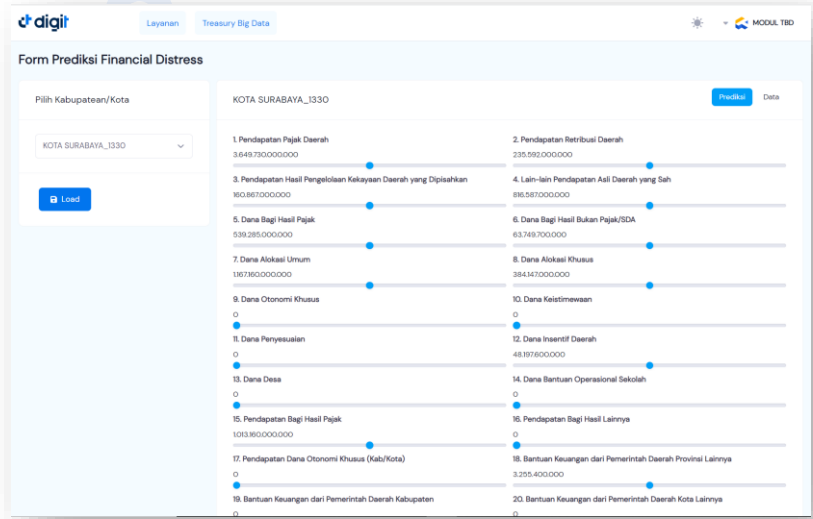 digit
Layanan
Treasury Big Data
MODUL TBD
Form Prediksi Financial Distress
Pilih Kabupatean/Kota
KOTA SURABAYA_1330
Load
KOTA SURABAYA_1330
Prediksi
Data
1. Pendapatan Pajak Daerah
3.649.730.000.000
2. Pendapatan Retribusi Daerah
235.592.000.000
3. Pendapatan Hasil Pengelolaan Kekayaan Daerah yang Dipisahkan
160.867.000.000
4. Lain-lain Pendapatan Asli Daerah yang Sah
816.587.000.000
5. Dana Bagi Hasil Pajak
539.285.000.000
6. Dana Bagi Hasil Bukan Pajak/SDA
63.749.700.000
7. Dana Alokasi Umum
1.167.160.000.000
8. Dana Alokasi Khusus
384.147.000.000
9. Dana Otonomi Khusus
0
10. Dana Keistimewaan
0
11. Dana Penyesuaian
0
12. Dana Insentif Daerah
48.197.600.000
13. Dana Desa
0
14. Dana Bantuan Operasional Sekolah
0
15. Pendapatan Bagi Hasil Pajak
1.013.160.000.000
16. Pendapatan Bagi Hasil Lainnya
0
17. Pendapatan Dana Otonomi Khusus (Kab/Kota)
0
18. Bantuan Keuangan dari Pemerintah Daerah Provinsi Lainnya
3.255.400.000
19. Bantuan Keuangan dari Pemerintah Daerah Kabupaten
0
20. Bantuan Keuangan dari Pemerintah Daerah Kota Lainnya
0